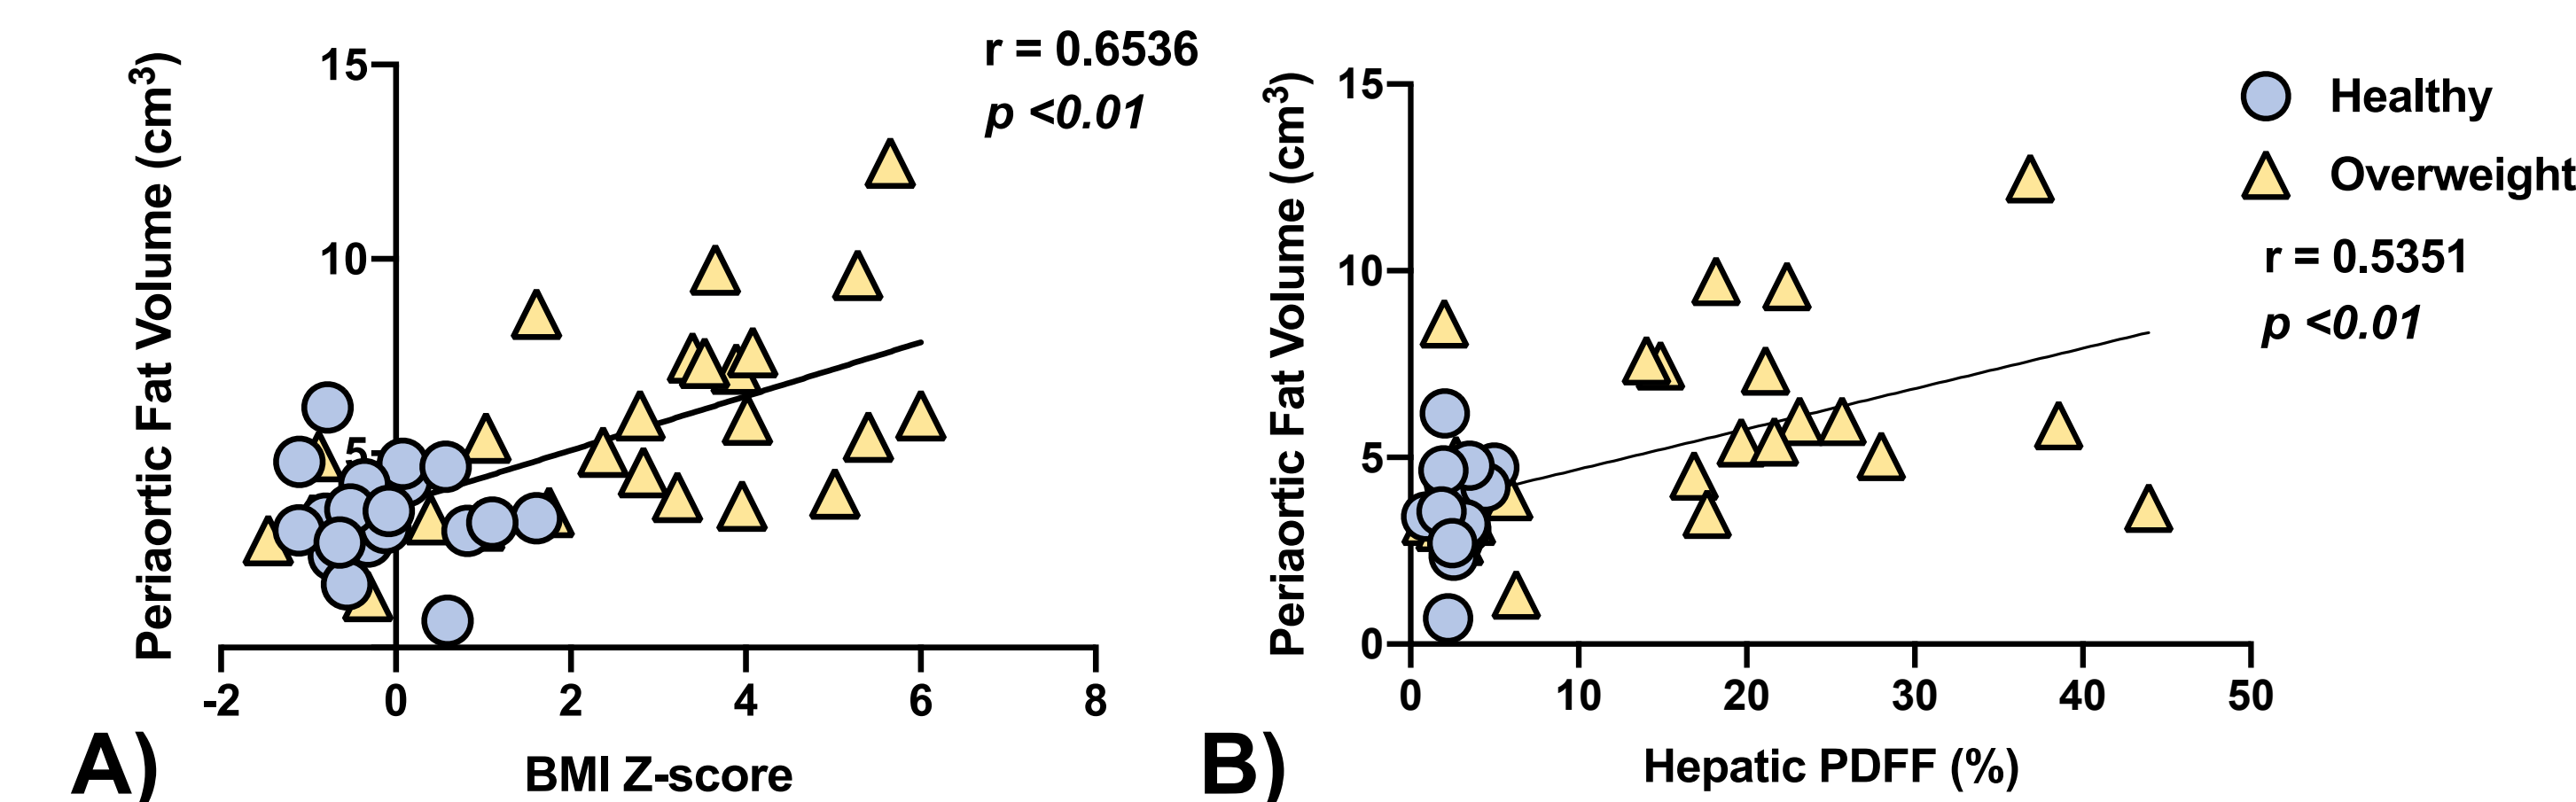 r = 0.6536
p <0.01
Periaortic Fat Volume (cm³)
15
10
5
-2 0 2 4 6 8
BMI Z-score
A)
Healthy
Overweight
r = 0.5351
p <0.01
Periaortic Fat Volume (cm³)
15
10
5
0
0 10 20 30 40 50
Hepatic PDFF (%)
B)